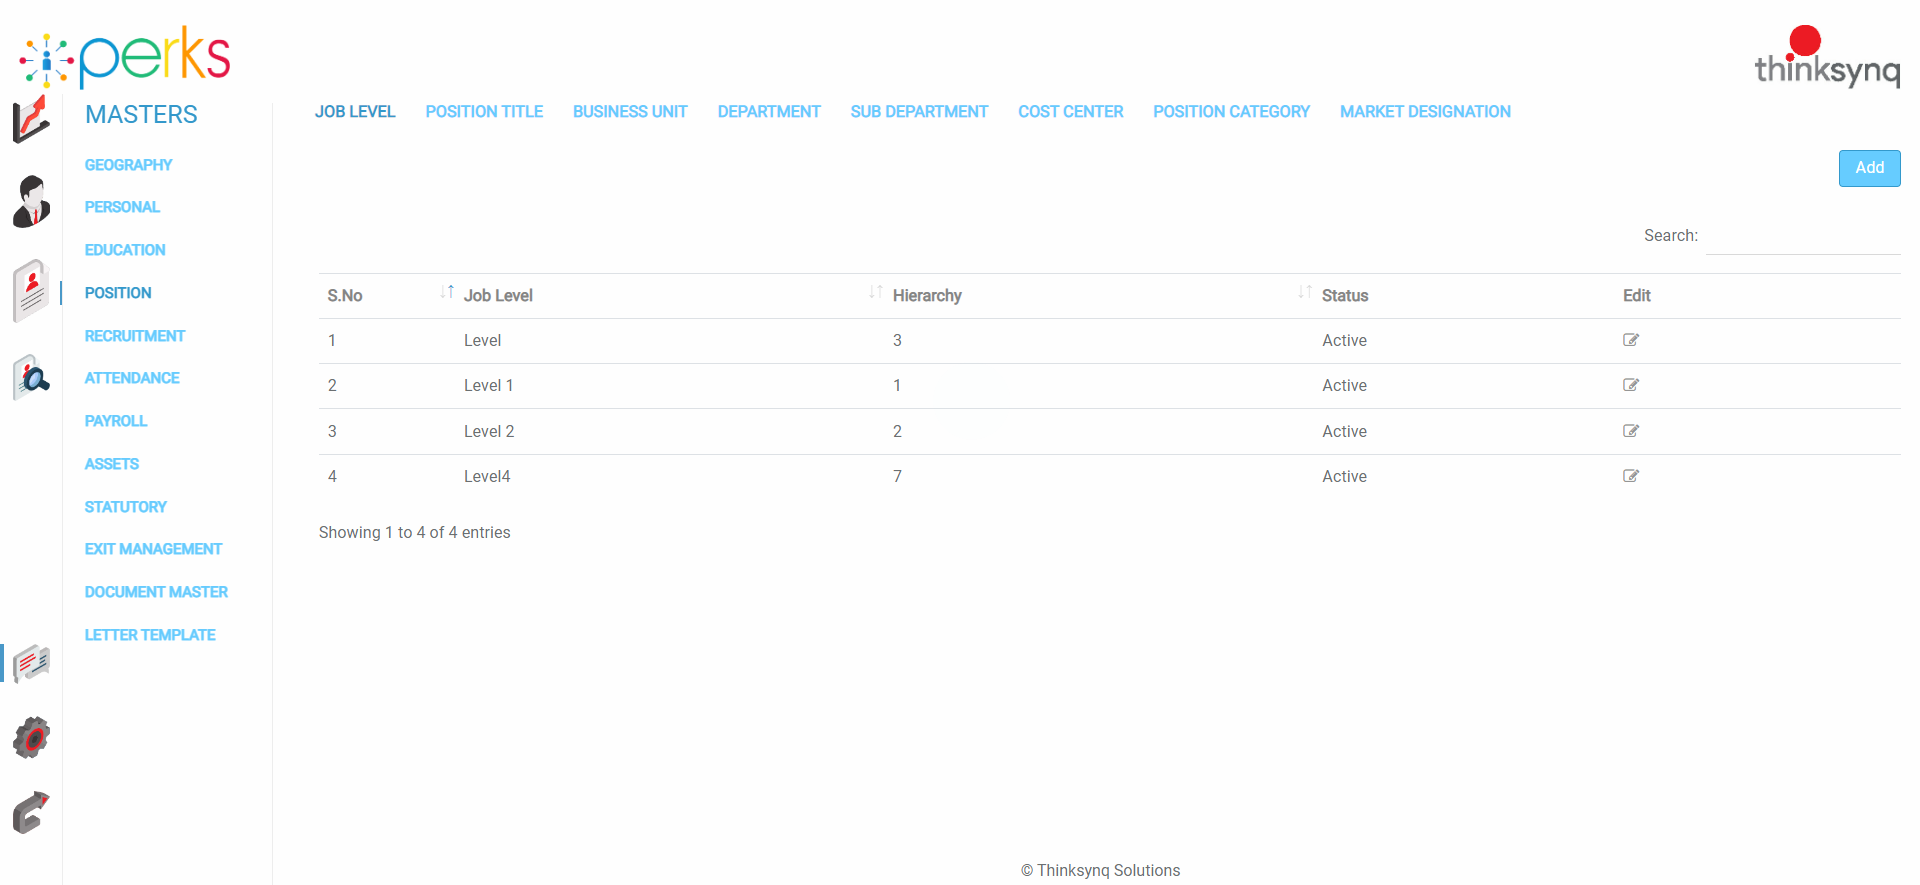 perks
thinksynq
MASTERS
GEOGRAPHY
PERSONAL
EDUCATION
POSITION
RECRUITMENT
ATTENDANCE
PAYROLL
ASSETS
STATUTORY
EXIT MANAGEMENT
DOCUMENT MASTER
LETTER TEMPLATE
JOB LEVEL POSITION TITLE BUSINESS UNIT DEPARTMENT SUB DEPARTMENT COST CENTER POSITION CATEGORY MARKET DESIGNATION
Add
Search:
S.No Job Level Hierarchy Status Edit
1 Level 3 Active
2 Level 1 1 Active
3 Level 2 2 Active
4 Level4 7 Active
Showing 1 to 4 of 4 entries
© Thinksynq Solutions